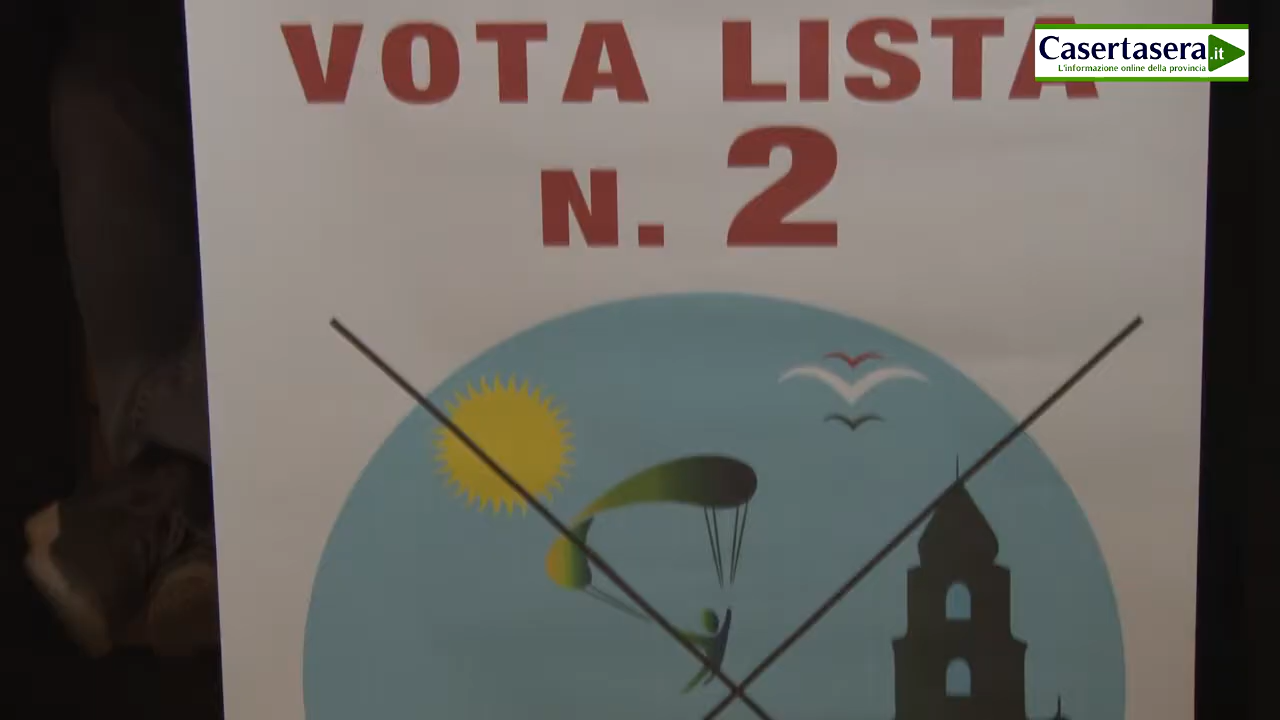 VOTA LISTA
N. 2
Casertasera.it
L'informazione online della provincia